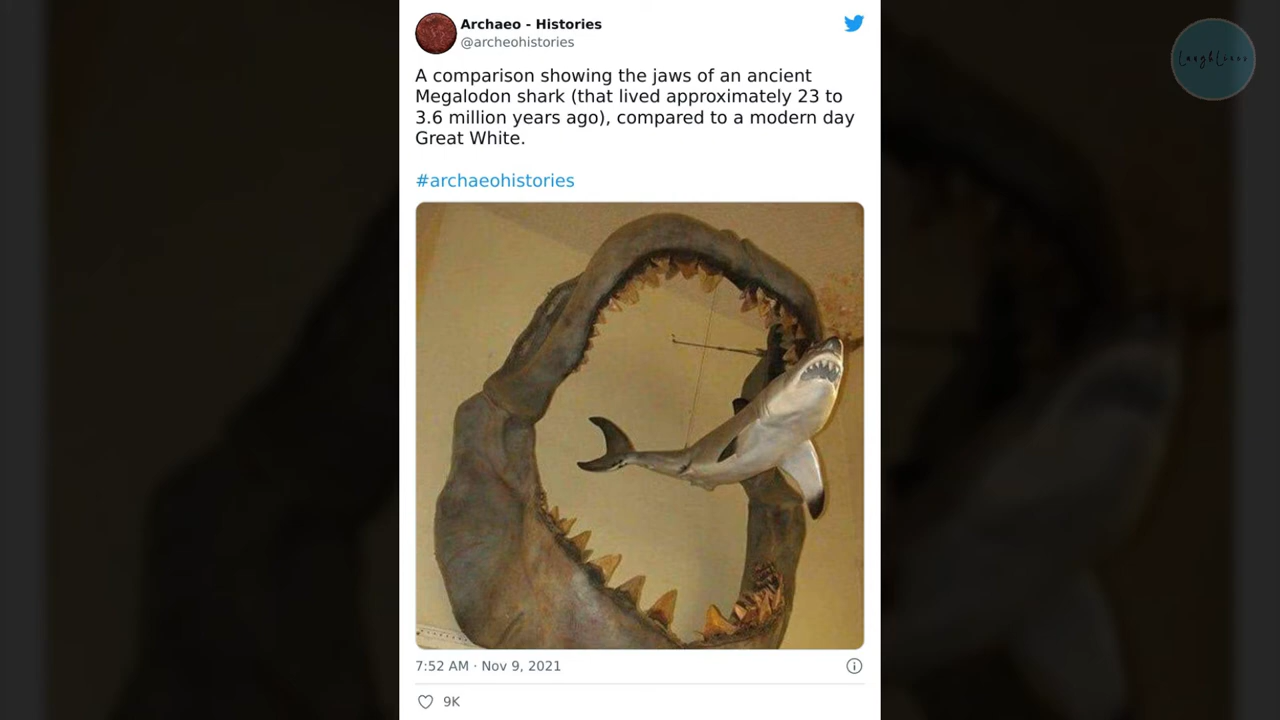 Archaeo - Histories
@archeohistories
A comparison showing the jaws of an ancient
Megalodon shark (that lived approximately 23 to
3.6 million years ago), compared to a modern day
Great White.
#archaeohistories
7:52 AM · Nov 9, 2021
9K
LaughLines